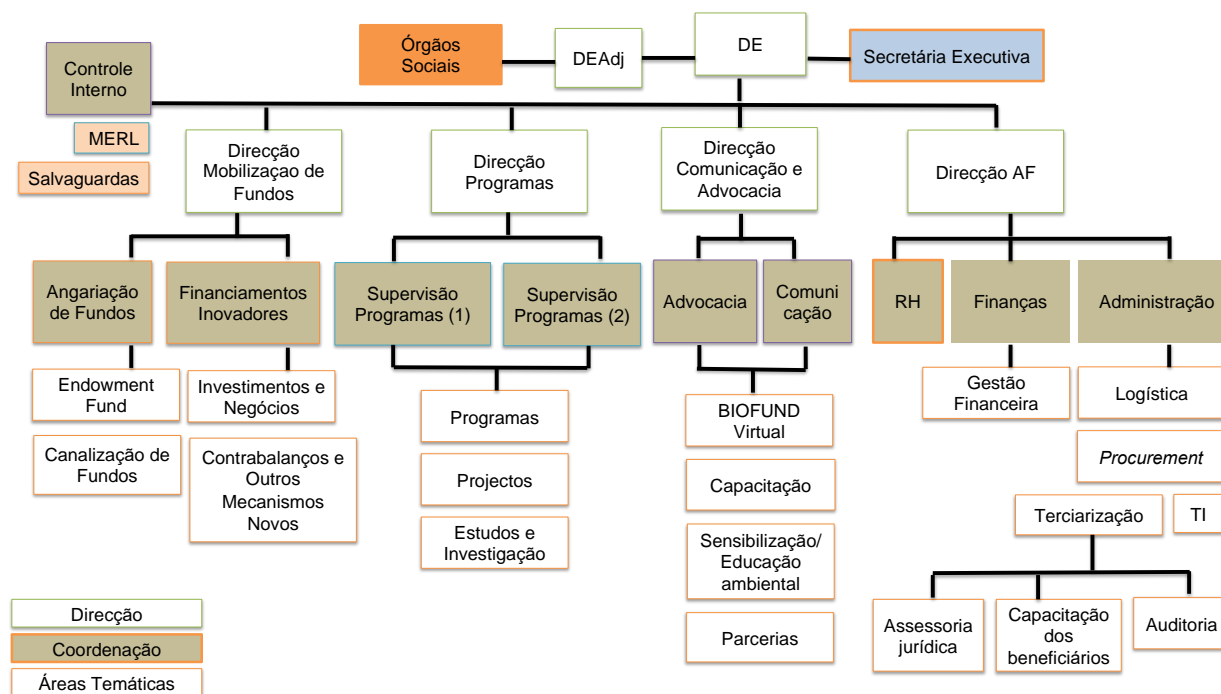 Órgãos
Sociais
DEAdj
DE
Secretária Executiva
Controle
Interno
MERL
Salvaguardas
Direcção
Mobilizaçao de
Fundos
Direcção
Programas
Direcção
Comunicação e
Advocacia
Direcção AF
Angariação
de Fundos
Financiamentos
Inovadores
Supervisão
Programas (1)
Supervisão
Programas (2)
Advocacia
Comuni
cação
RH
Finanças
Administração
Endowment
Fund
Canalização de
Fundos
Investimentos e
Negócios
Contrabalanços e
Outros
Mecanismos
Novos
Programas
Projectos
Estudos e
Investigação
BIOFUND
Virtual
Capacitação
Sensibilização/
Educação
ambiental
Parcerias
Gestão
Financeira
Logística
Procurement
Terciarização
TI
Assessoria
jurídica
Capacitação
dos
beneficiários
Auditoria
Direcção
Coordenação
Áreas Temáticas